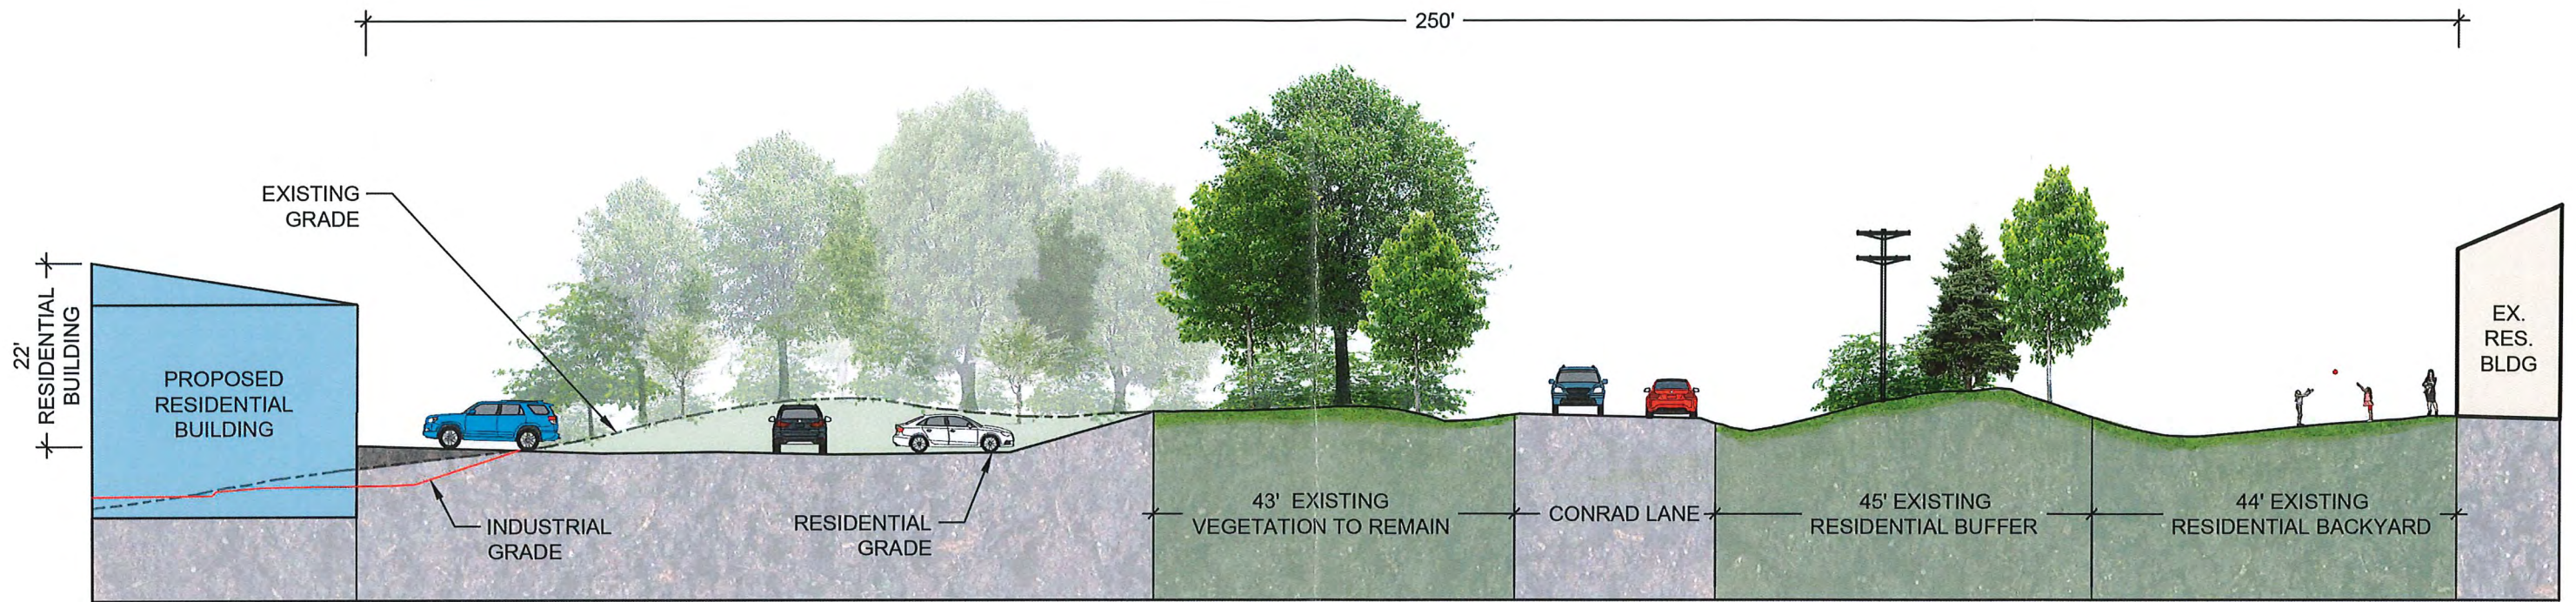 250'
EXISTING
GRADE
22'
RESIDENTIAL
BUILDING
PROPOSED
RESIDENTIAL
BUILDING
INDUSTRIAL
GRADE
RESIDENTIAL
GRADE
43' EXISTING
VEGETATION TO REMAIN
CONRAD LANE
45' EXISTING
RESIDENTIAL BUFFER
44' EXISTING
RESIDENTIAL BACKYARD
EX.
RES.
BLDG